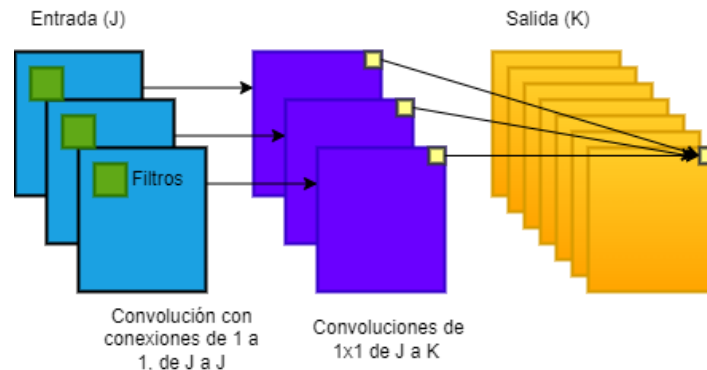 Entrada (J)
Salida (K)
Filtros
Convolución con
conexiones de 1 a
1, de J a J
Convoluciones de
1x1 de J a K